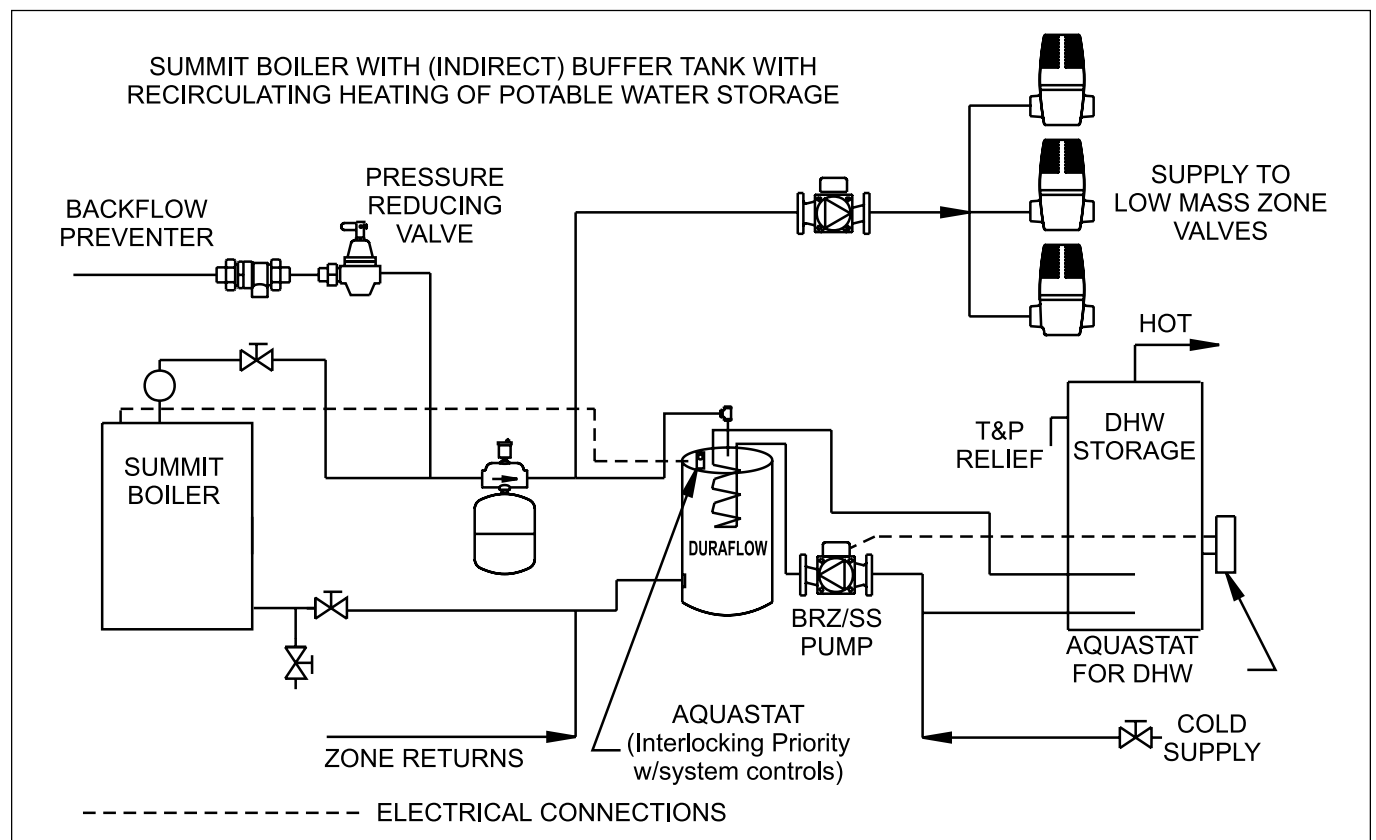 SUMMIT BOILER WITH (INDIRECT) BUFFER TANK WITH
RECIRCULATING HEATING OF POTABLE WATER STORAGE
BACKFLOW
PREVENTER
PRESSURE
REDUCING
VALVE
SUPPLY TO
LOW MASS ZONE
VALVES
HOT
SUMMIT
BOILER
T&P
RELIEF
DHW
STORAGE
DURAFLOW
BRZ/SS
PUMP
AQUASTAT
FOR DHW
ZONE RETURNS
AQUASTAT
(Interlocking Priority
w/system controls)
COLD
SUPPLY
ELECTRICAL CONNECTIONS